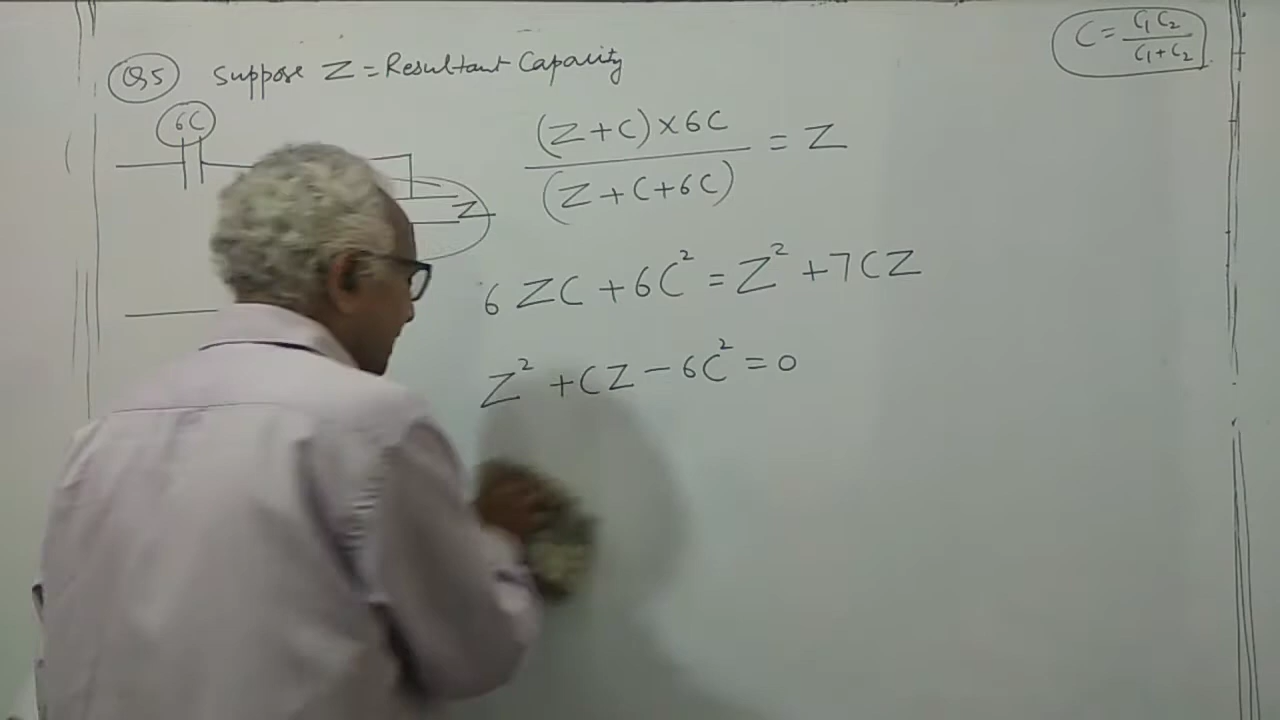 Q5 Suppose Z = Resultant Capacity
C = C₁C₂ / C₁+C₂
6C
Z
(Z+C)×6C / (Z+C+6C) = Z
6ZC + 6C² = Z² + 7CZ
Z² + CZ − 6C² = 0